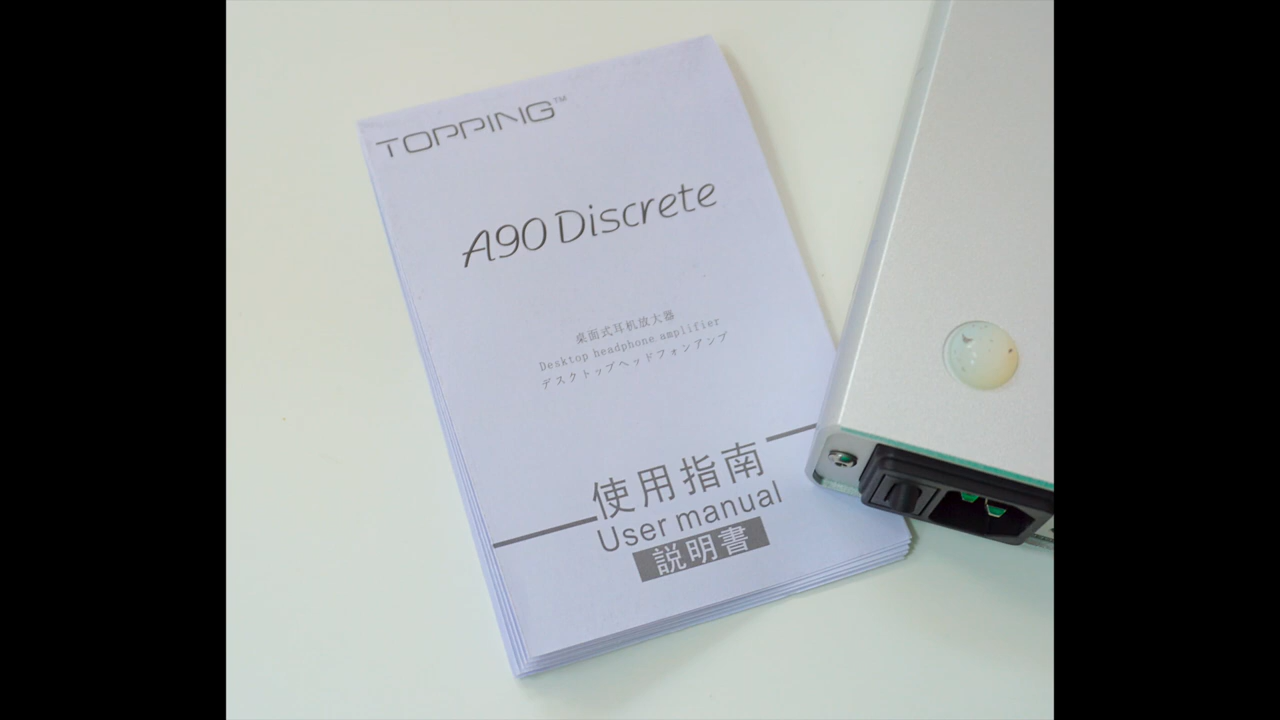 TOPPING™
A90 Discrete
桌面式耳机放大器
Desktop headphone amplifier
デスクトップヘッドフォンアンプ
使用指南
User manual
説明書